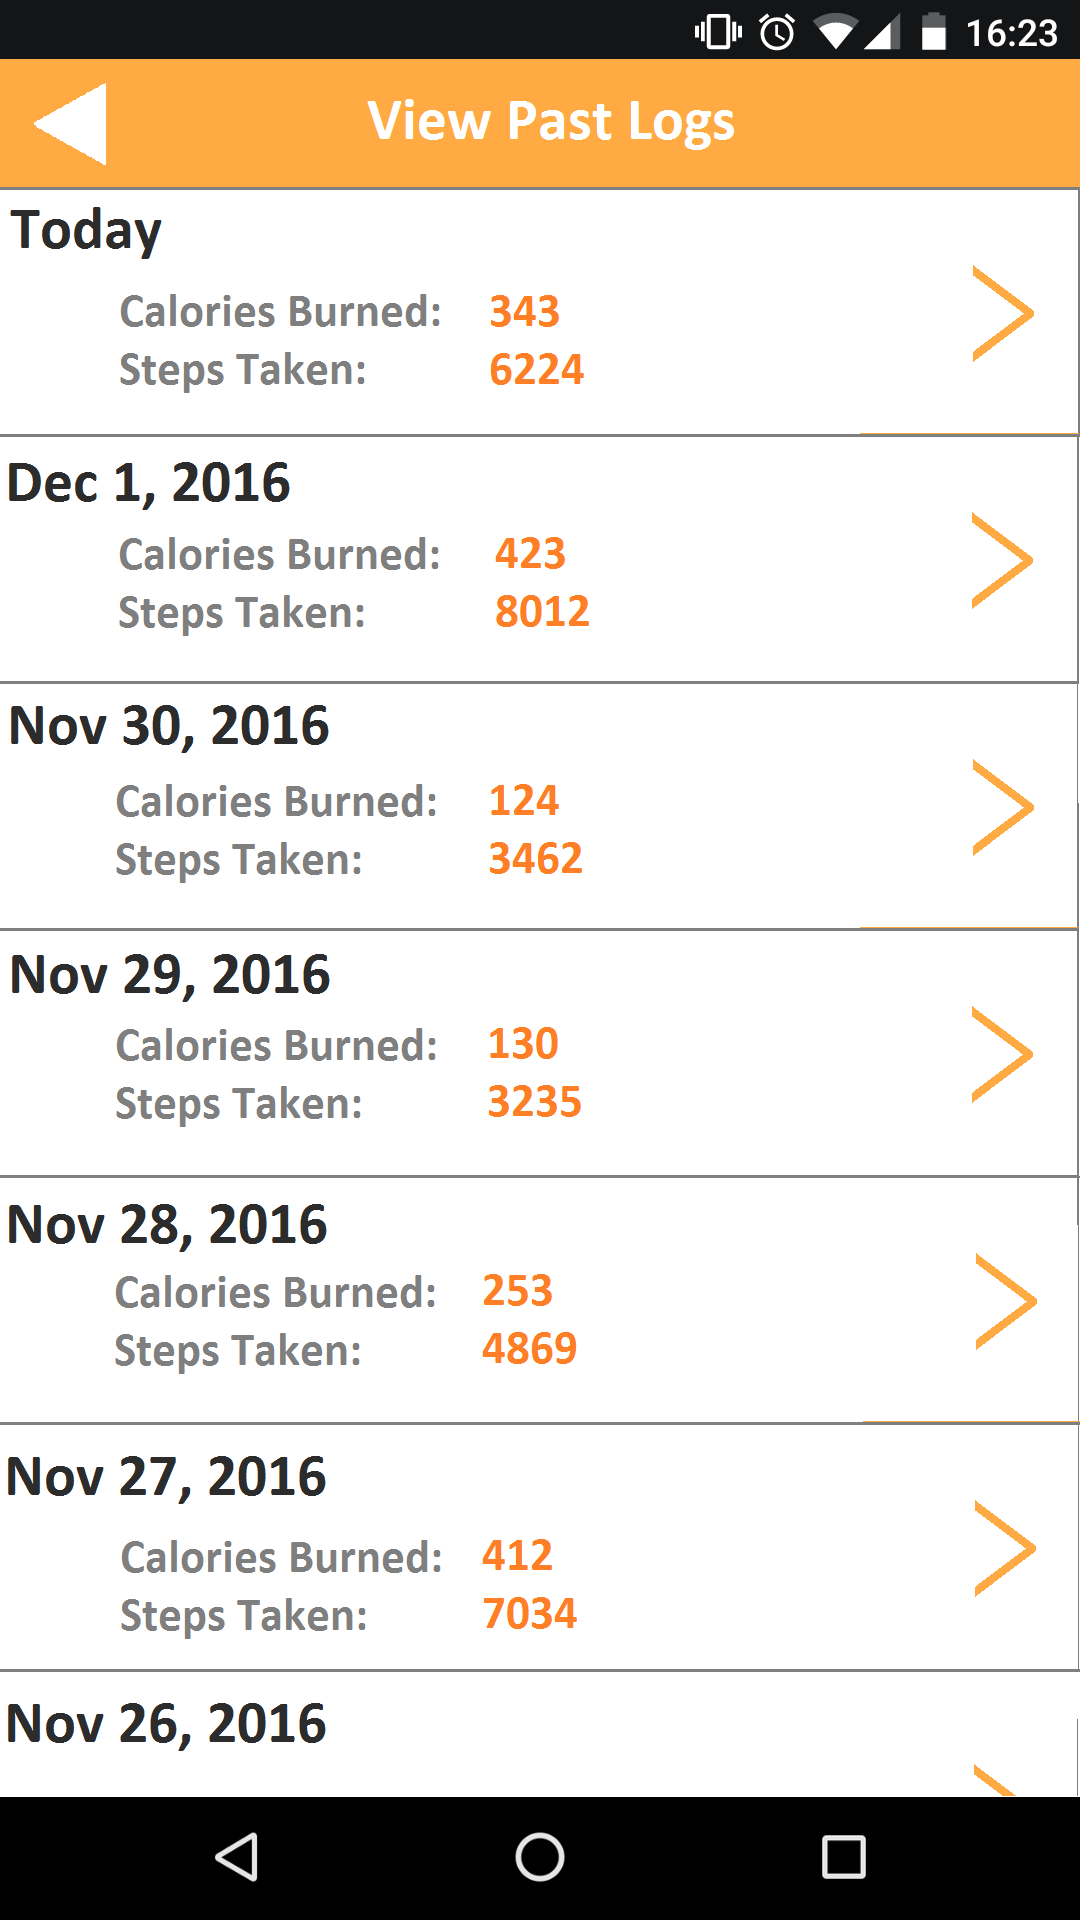 16:23
View Past Logs
Today
Calories Burned: 343
Steps Taken: 6224
Dec 1, 2016
Calories Burned: 423
Steps Taken: 8012
Nov 30, 2016
Calories Burned: 124
Steps Taken: 3462
Nov 29, 2016
Calories Burned: 130
Steps Taken: 3235
Nov 28, 2016
Calories Burned: 253
Steps Taken: 4869
Nov 27, 2016
Calories Burned: 412
Steps Taken: 7034
Nov 26, 2016